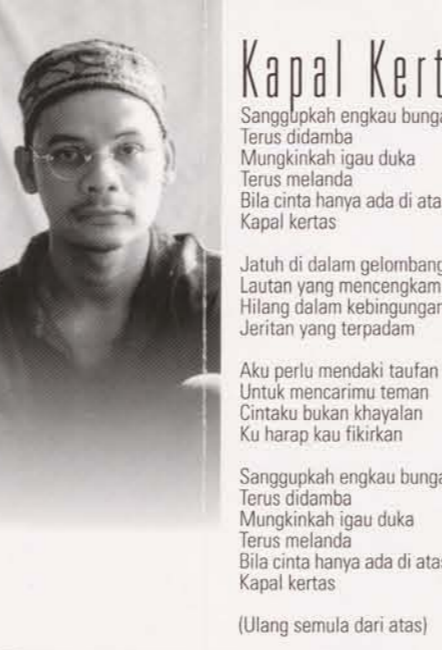 Kapal Kert
Sanggupkah engkau bunga
Terus didamba
Mungkinkah igau duka
Terus melanda
Bila cinta hanya ada di ata
Kapal kertas
Jatuh di dalam gelombang
Lautan yang mencengkam
Hilang dalam kebingungan
Jeritan yang terpadam
Aku perlu mendaki taufan
Untuk mencarimu teman
Cintaku bukan khayalan
Ku harap kau fikirkan
Sanggupkah engkau bunga
Terus didamba
Mungkinkah igau duka
Terus melanda
Bila cinta hanya ada di atas
Kapal kertas
(Ulang semula dari atas)